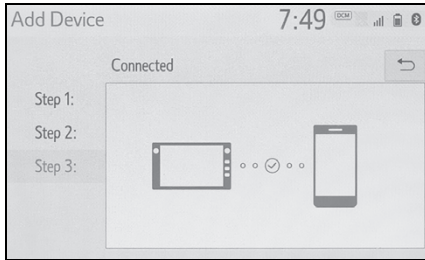 Add Device 7:49 DCM
Connected
Step 1:
Step 2:
Step 3: